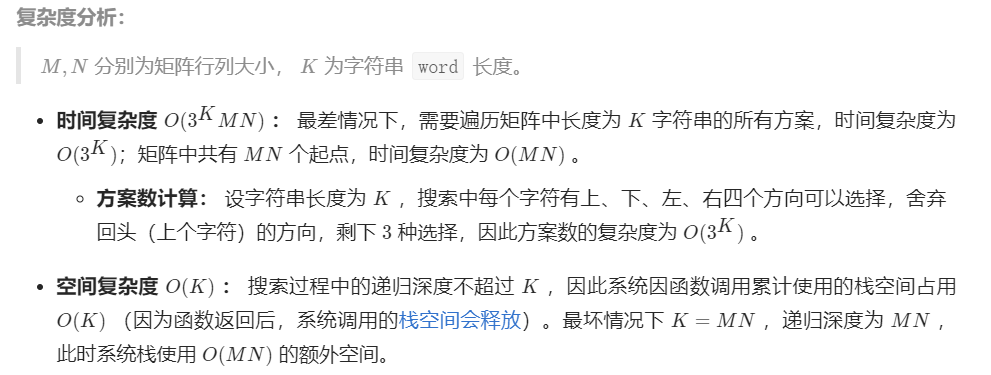 复杂度分析：
M, N 分别为矩阵行列大小， K 为字符串 word 长度。
• 时间复杂度 O(3^K MN) ： 最差情况下，需要遍历矩阵中长度为 K 字符串的所有方案，时间复杂度为
O(3^K)；矩阵中共有 MN 个起点，时间复杂度为 O(MN) 。
◦ 方案数计算： 设字符串长度为 K ，搜索中每个字符有上、下、左、右四个方向可以选择，舍弃
回头（上个字符）的方向，剩下 3 种选择，因此方案数的复杂度为 O(3^K) 。
• 空间复杂度 O(K) ： 搜索过程中的递归深度不超过 K ，因此系统因函数调用累计使用的栈空间占用
O(K) （因为函数返回后，系统调用的栈空间会释放）。最坏情况下 K = MN ，递归深度为 MN ，
此时系统栈使用 O(MN) 的额外空间。